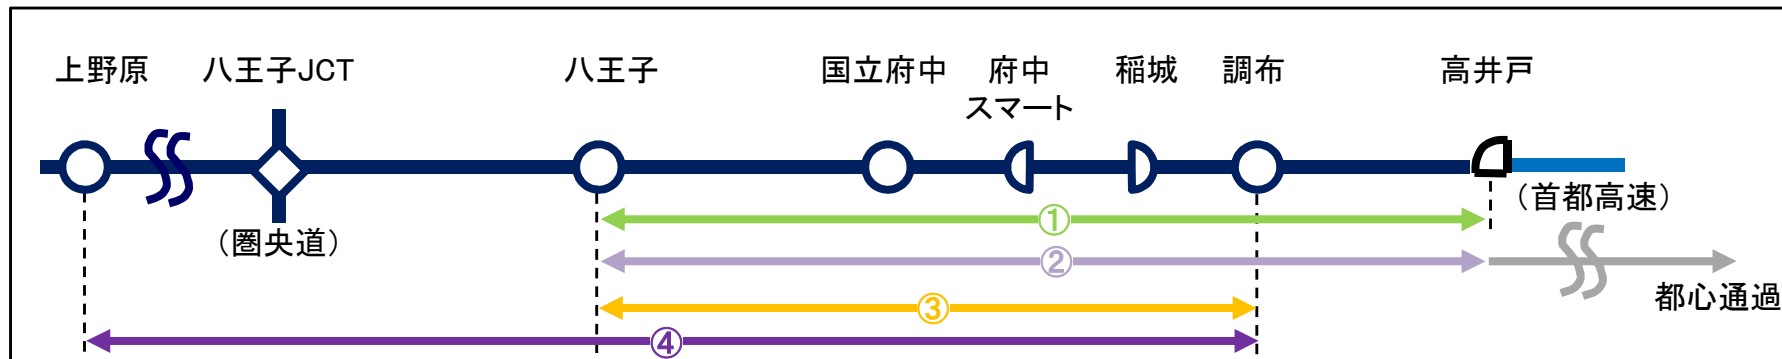 上野原
八王子JCT
八王子
国立府中
府中
スマート
稲城
調布
高井戸
（圏央道）
（首都高速）
①
②
都心通過
③
④